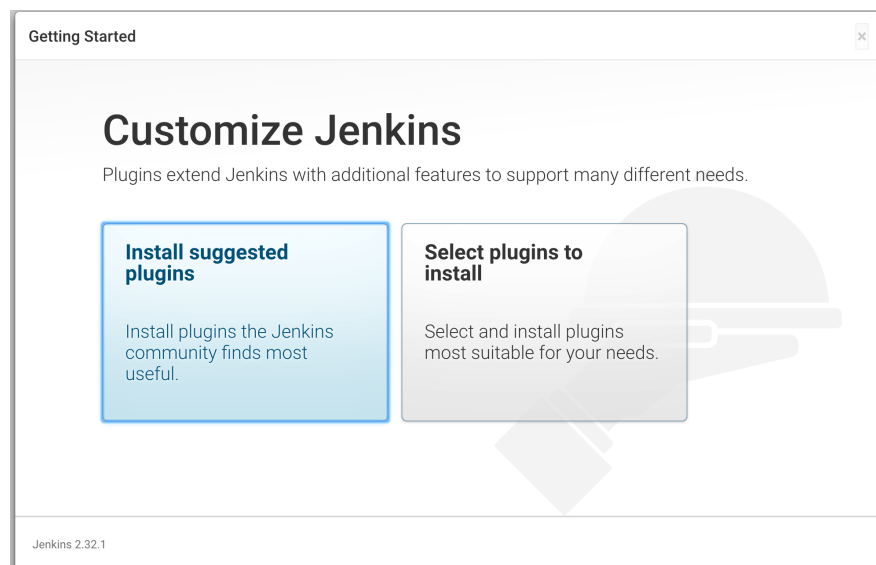 Getting Started
×
Customize Jenkins
Plugins extend Jenkins with additional features to support many different needs.
Install suggested
plugins
Install plugins the Jenkins
community finds most
useful.
Select plugins to
install
Select and install plugins
most suitable for your needs.
Jenkins 2.32.1